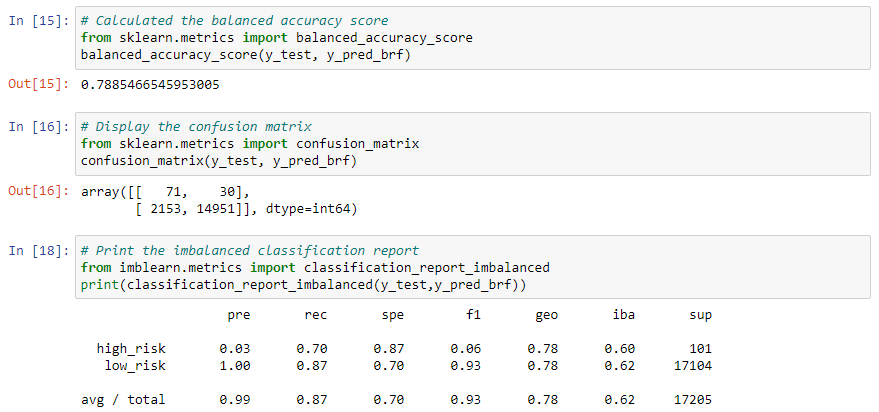 In [15]: # Calculated the balanced accuracy score
from sklearn.metrics import balanced_accuracy_score
balanced_accuracy_score(y_test, y_pred_brf)
Out[15]: 0.7885466545953005
In [16]: # Display the confusion matrix
from sklearn.metrics import confusion_matrix
confusion_matrix(y_test, y_pred_brf)
Out[16]: array([[   71,    30],
       [ 2153, 14951]], dtype=int64)
In [18]: # Print the imbalanced classification report
from imblearn.metrics import classification_report_imbalanced
print(classification_report_imbalanced(y_test,y_pred_brf))
                   pre       rec       spe        f1       geo       iba       sup
  high_risk       0.03      0.70      0.87      0.06      0.78      0.60       101
   low_risk       1.00      0.87      0.70      0.93      0.78      0.62     17104
avg / total       0.99      0.87      0.70      0.93      0.78      0.62     17205